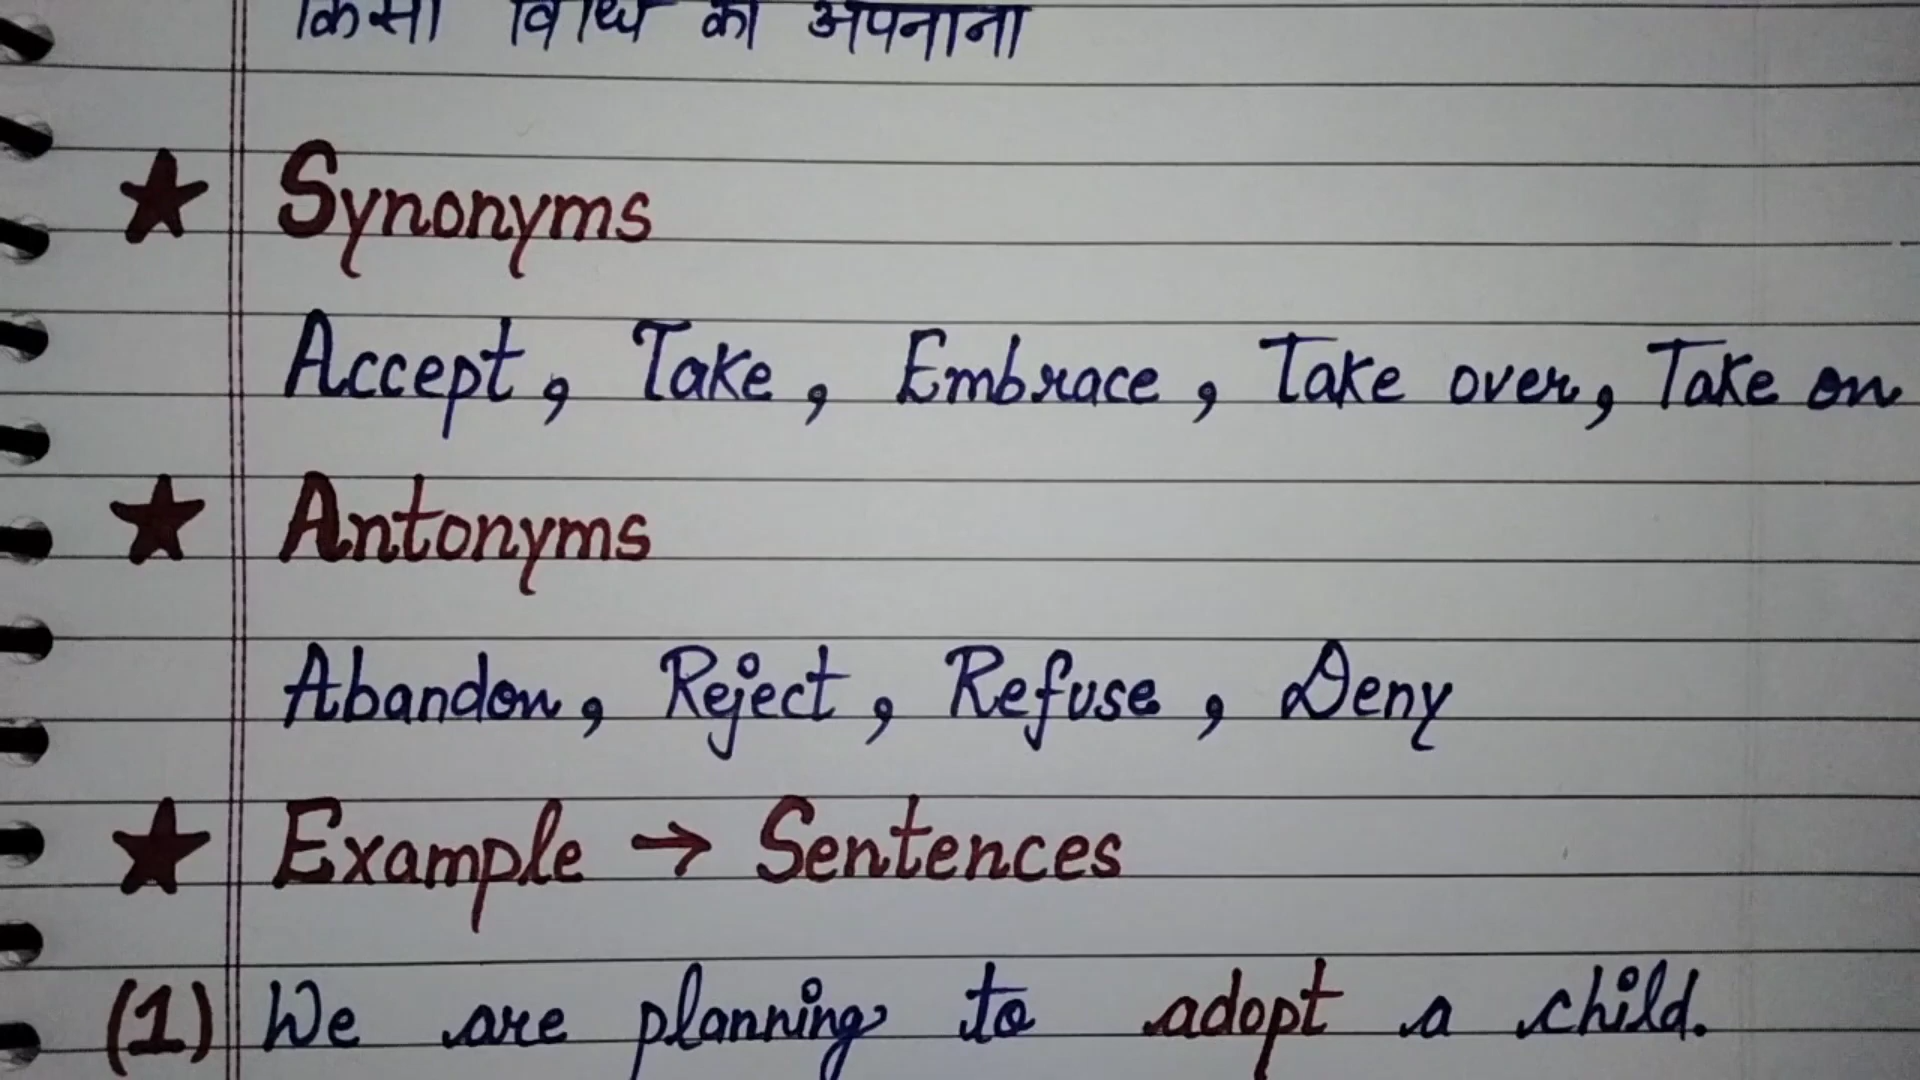 किसी विधि को अपनाना
★ Synonyms
Accept, Take, Embrace, Take over, Take on
★ Antonyms
Abandon, Reject, Refuse, Deny
★ Example → Sentences
(1) We are planning to adopt a child.